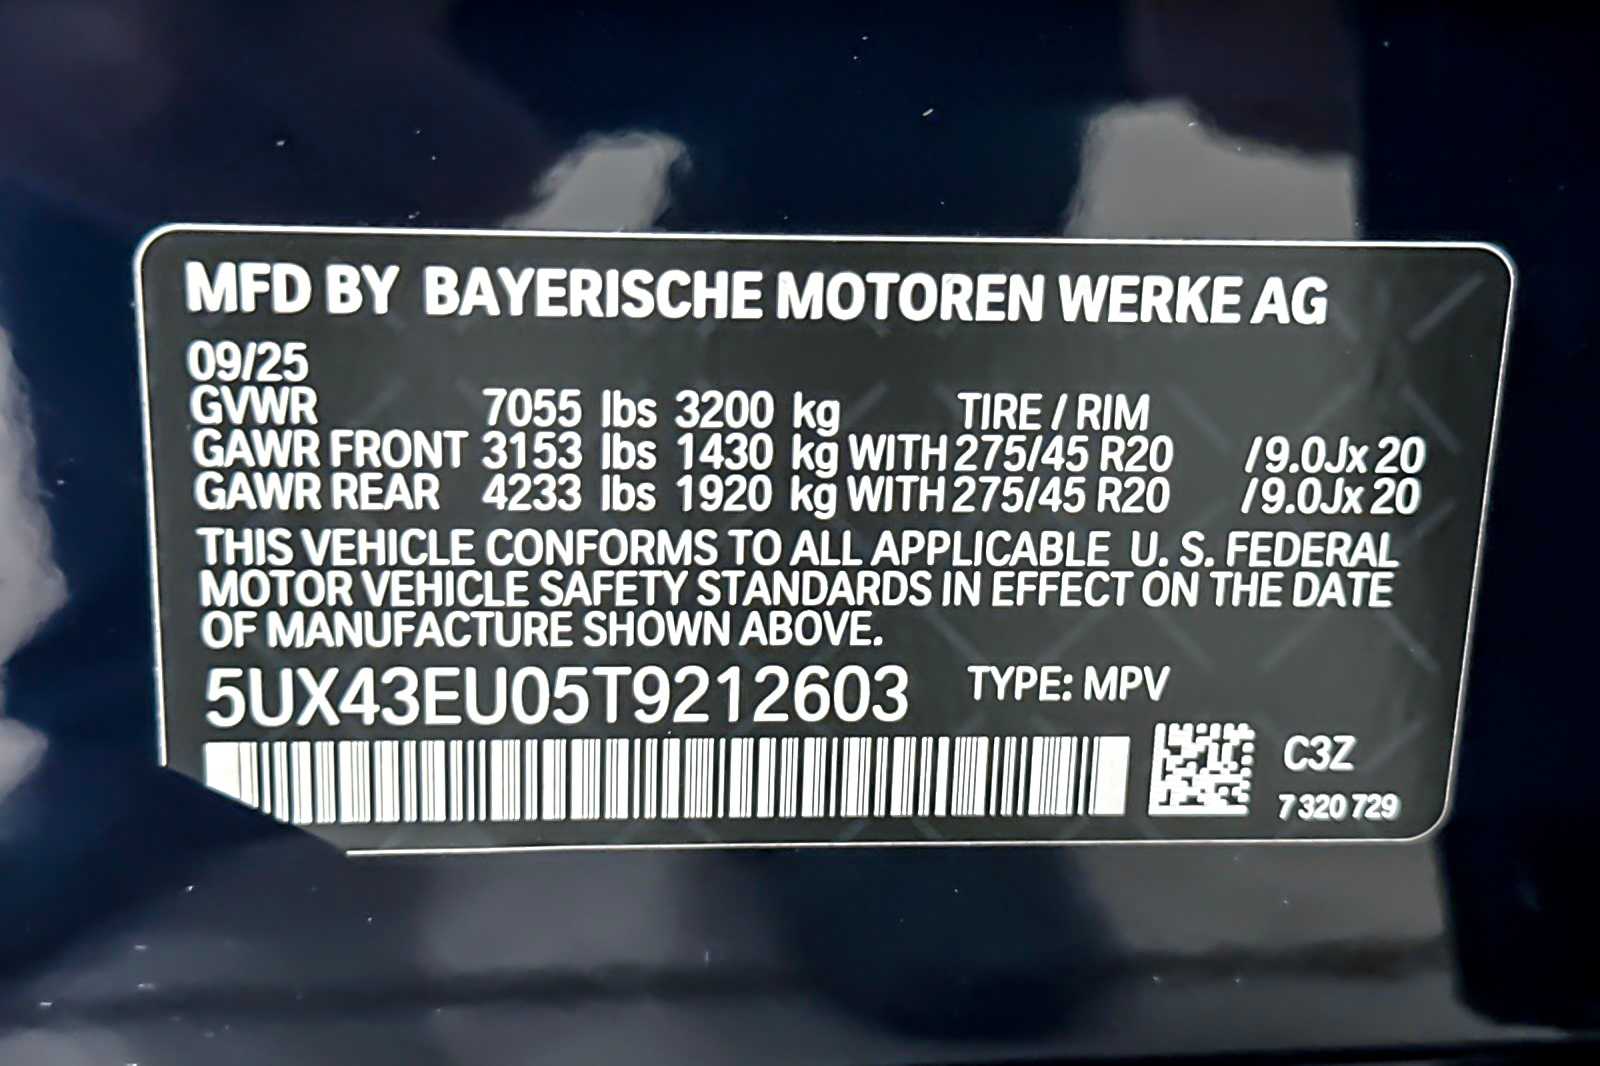 MFD BY BAYERISCHE MOTOREN WERKE AG
09/25
GVWR 7055 lbs 3200 kg TIRE / RIM
GAWR FRONT 3153 lbs 1430 kg WITH 275/45 R20 /9.0Jx 20
GAWR REAR 4233 lbs 1920 kg WITH 275/45 R20 /9.0Jx 20
THIS VEHICLE CONFORMS TO ALL APPLICABLE U. S. FEDERAL
MOTOR VEHICLE SAFETY STANDARDS IN EFFECT ON THE DATE
OF MANUFACTURE SHOWN ABOVE.
5UX43EU05T9212603 TYPE: MPV
C3Z
7 320 729